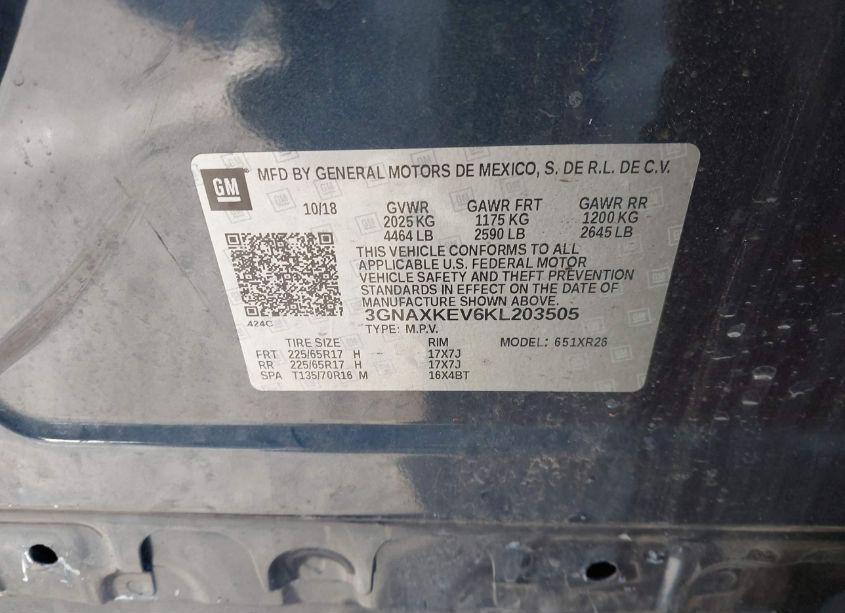 GM
MFD BY GENERAL MOTORS DE MEXICO, S. DE R.L. DE C.V.
10/18 GVWR GAWR FRT GAWR RR
2025 KG 1175 KG 1200 KG
4464 LB 2590 LB 2645 LB
THIS VEHICLE CONFORMS TO ALL
APPLICABLE U.S. FEDERAL MOTOR
VEHICLE SAFETY AND THEFT PREVENTION
STANDARDS IN EFFECT ON THE DATE OF
MANUFACTURE SHOWN ABOVE.
424C 3GNAXKEV6KL203505
TYPE: M.P.V.
TIRE SIZE RIM MODEL: 651XR26
FRT 225/65R17 H 17X7J
RR 225/65R17 H 17X7J
SPA T135/70R16 M 16X4BT